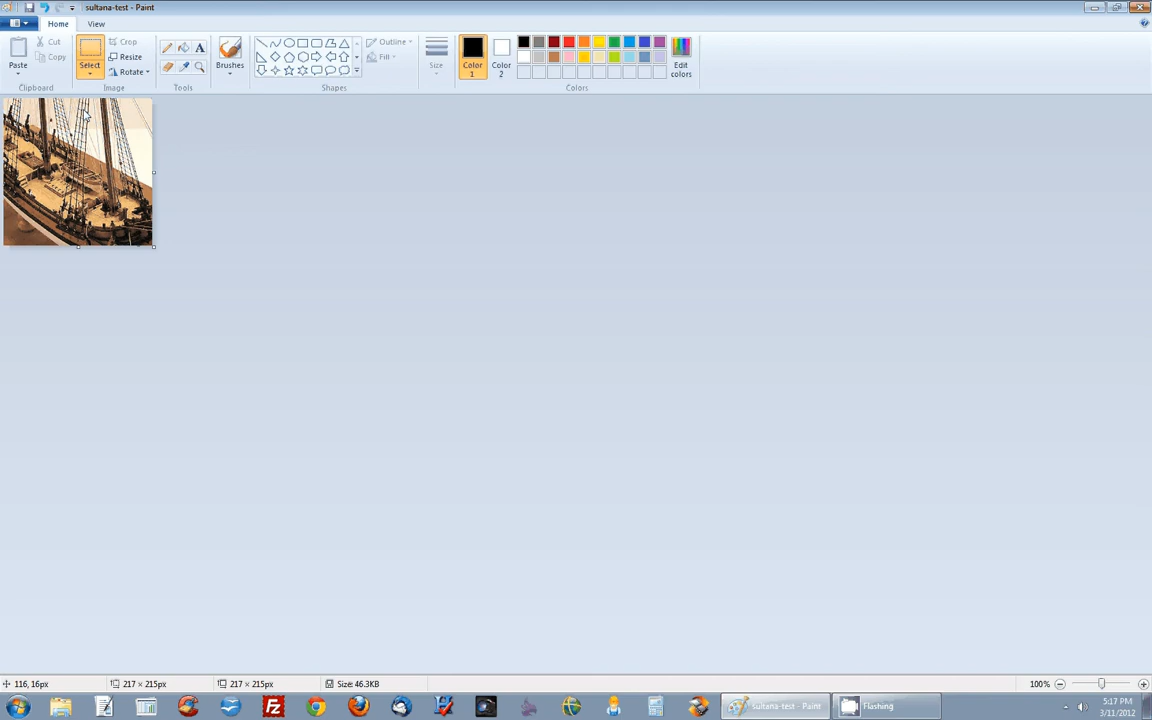 sultana-test - Paint
Home
View
Paste
Cut
Copy
Clipboard
Select
Crop
Resize
Rotate
Image
A
Tools
Brushes
Shapes
Outline
Fill
Size
Color
1
Color
2
Edit
colors
Colors
116, 16px
217 × 215px
217 × 215px
Size: 46.3KB
100%
Fz
sultana-test - Paint
Flashing
5:17 PM
3/11/2012